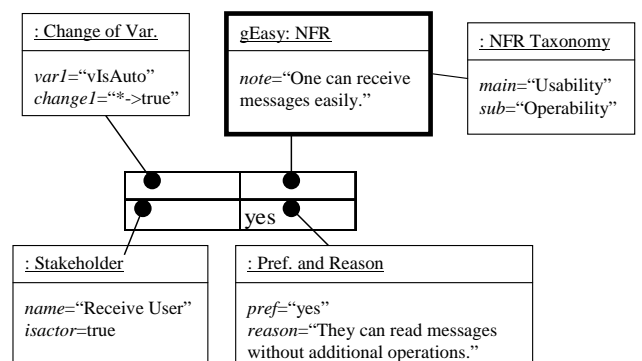 : Change of Var.
var1=“vIsAuto”
change1=“*->true”
gEasy: NFR
note=“One can receive
messages easily.”
: NFR Taxonomy
main=“Usability”
sub=“Operability”
yes
: Stakeholder
name=“Receive User”
isactor=true
: Pref. and Reason
pref=“yes”
reason=“They can read messages
without additional operations.”